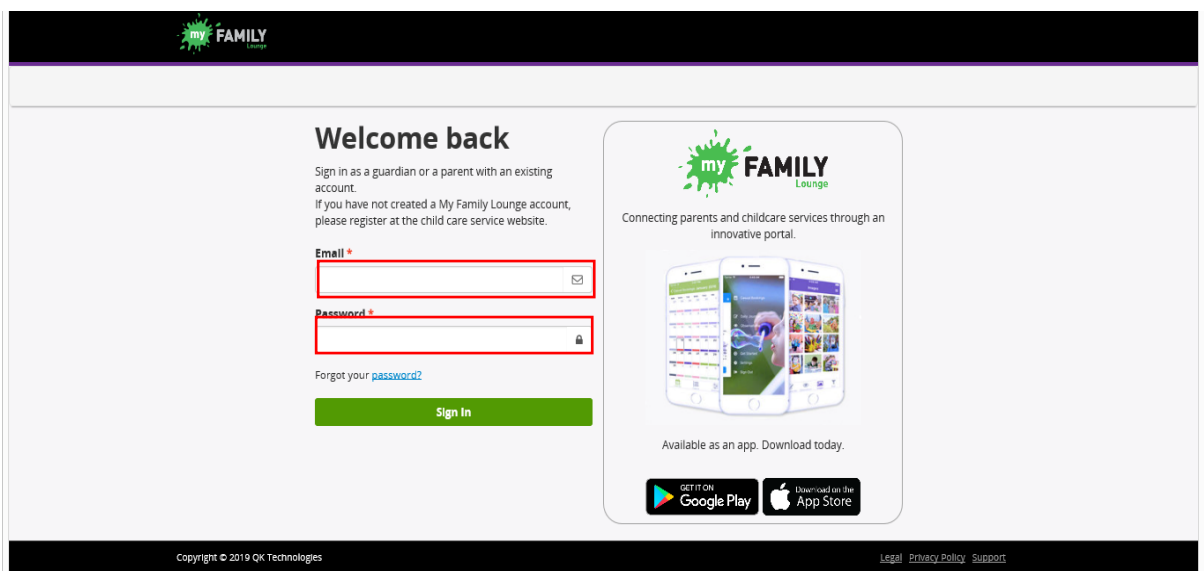 my FAMILY
Lounge
Welcome back
Sign in as a guardian or a parent with an existing
account.
If you have not created a My Family Lounge account,
please register at the child care service website.
Email *
Password *
Forgot your password?
Sign In
my FAMILY
Lounge
Connecting parents and childcare services through an
innovative portal.
Available as an app. Download today.
GET IT ON
Google Play
Download on the
App Store
Copyright © 2019 QK Technologies
Legal Privacy Policy Support